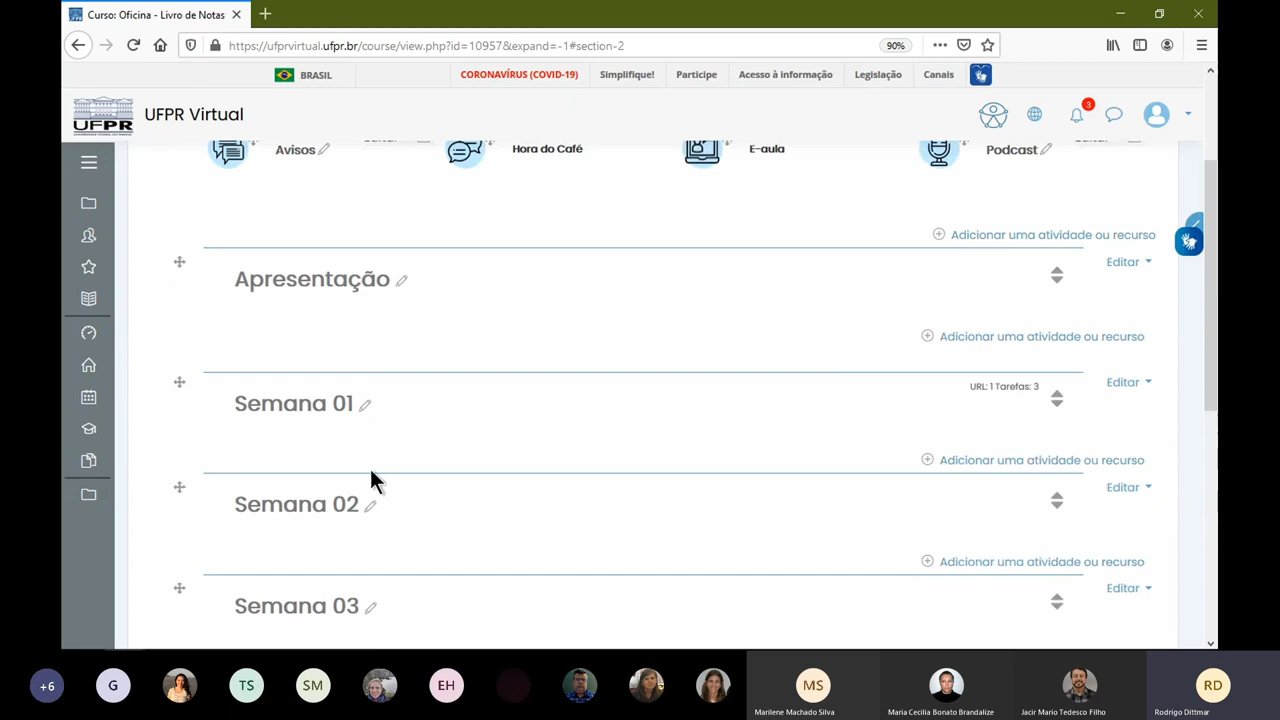 Curso: Oficina - Livro de Notas
https://ufprvirtual.ufpr.br/course/view.php?id=10957&expand=-1#section-2
90%
BRASIL
CORONAVÍRUS (COVID-19)
Simplifique!
Participe
Acesso à informação
Legislação
Canais
UFPR
UFPR Virtual
3
Avisos
Hora do Café
E-aula
Podcast
Adicionar uma atividade ou recurso
Editar
Apresentação
Adicionar uma atividade ou recurso
Editar
URL: 1 Tarefas: 3
Semana 01
Adicionar uma atividade ou recurso
Editar
Semana 02
Adicionar uma atividade ou recurso
Editar
Semana 03
+6
G
TS
SM
EH
MS
RD
Marilene Machado Silva
Maria Cecilia Bonato Brandalize
Jacir Mario Tedesco Filho
Rodrigo Dittmar